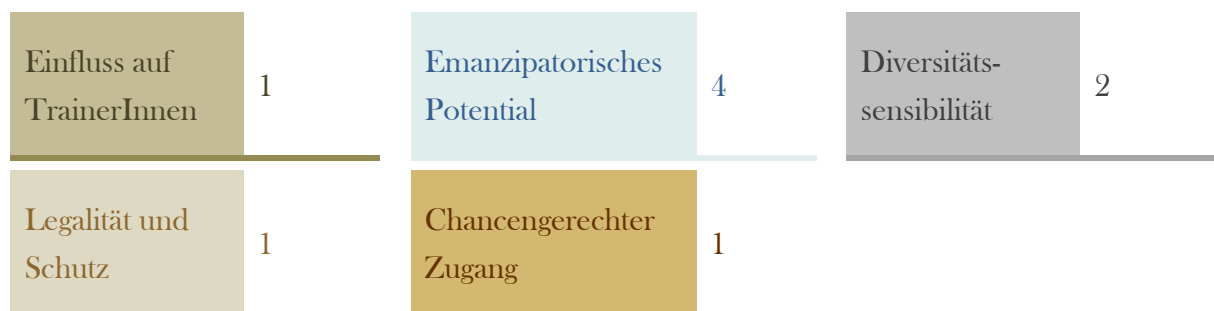 Einfluss auf
TrainerInnen
1
Emanzipatorisches
Potential
4
Diversitäts-
sensibilität
2
Legalität und
Schutz
1
Chancengerechter
Zugang
1